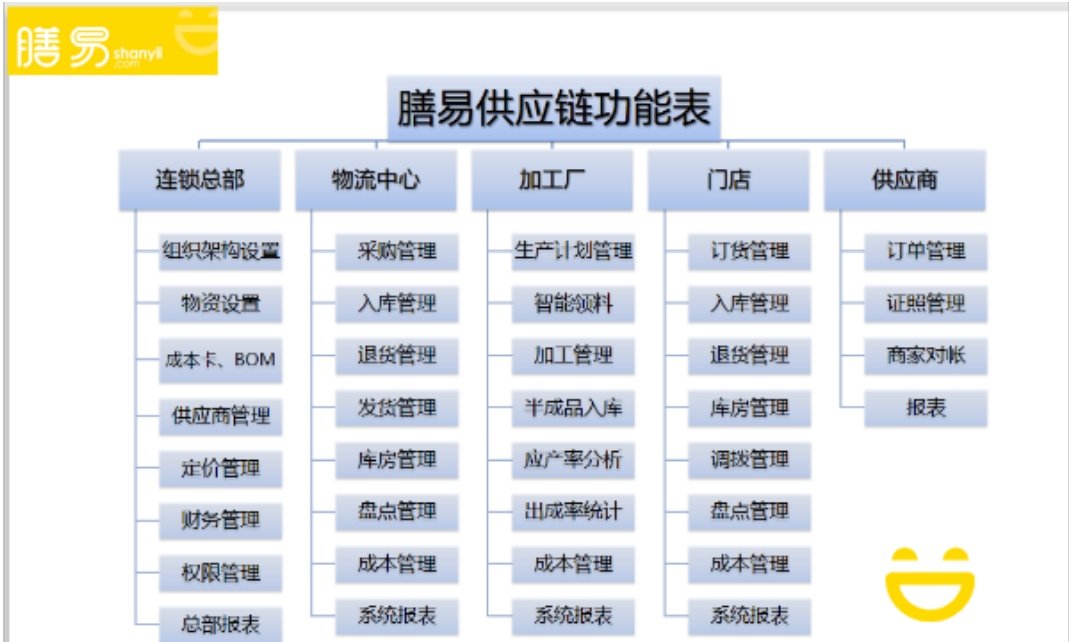 膳易 shanyii
.com
膳易供应链功能表
连锁总部
组织架构设置
物资设置
成本卡、BOM
供应商管理
定价管理
财务管理
权限管理
总部报表
物流中心
采购管理
入库管理
退货管理
发货管理
库房管理
盘点管理
成本管理
系统报表
加工厂
生产计划管理
智能领料
加工管理
半成品入库
应产率分析
出成率统计
成本管理
系统报表
门店
订货管理
入库管理
退货管理
库房管理
调拨管理
盘点管理
成本管理
系统报表
供应商
订单管理
证照管理
商家对帐
报表